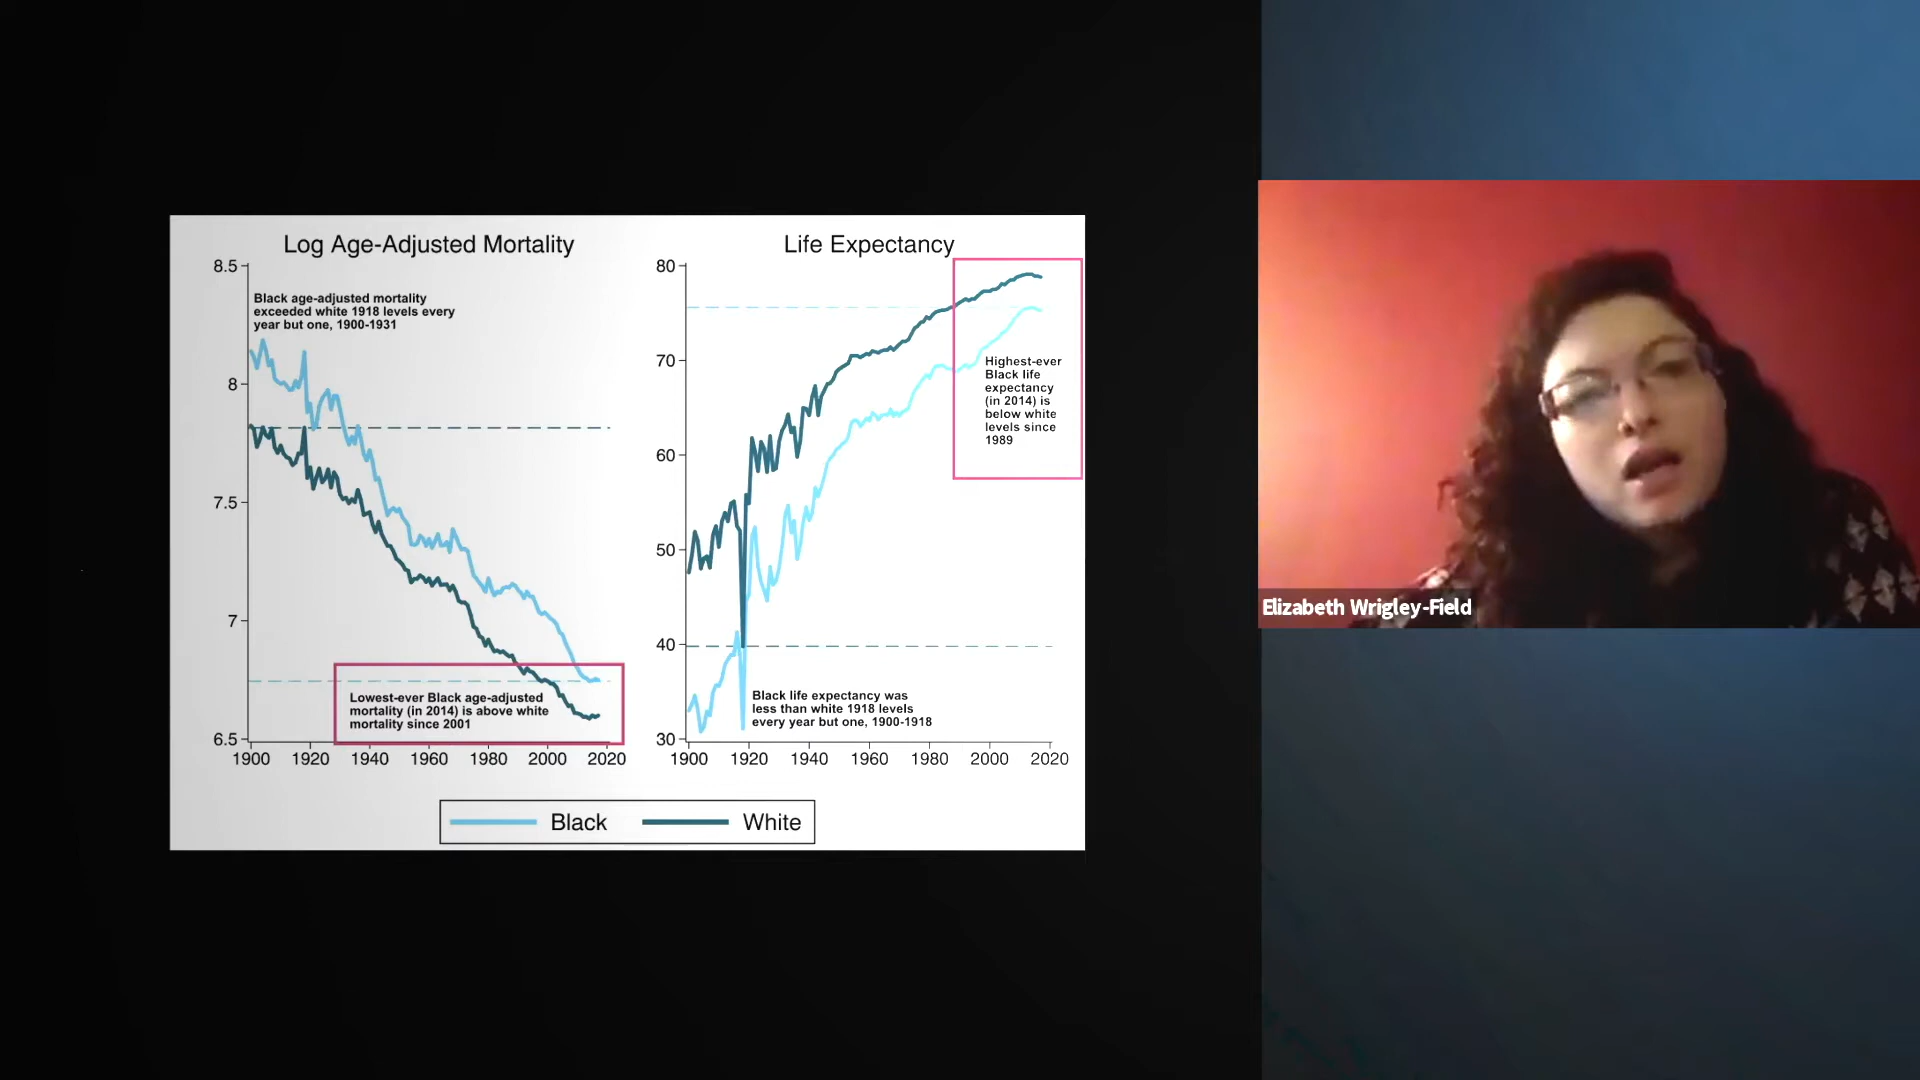 Log Age-Adjusted Mortality
8.5
8
7.5
7
6.5
Black age-adjusted mortality
exceeded white 1918 levels every
year but one, 1900-1931
Lowest-ever Black age-adjusted
mortality (in 2014) is above white
mortality since 2001
1900 1920 1940 1960 1980 2000 2020
Life Expectancy
80
70
60
50
40
30
Highest-ever
Black life
expectancy
(in 2014) is
below white
levels since
1989
Black life expectancy was
less than white 1918 levels
every year but one, 1900-1918
1900 1920 1940 1960 1980 2000 2020
Black White
Elizabeth Wrigley-Field